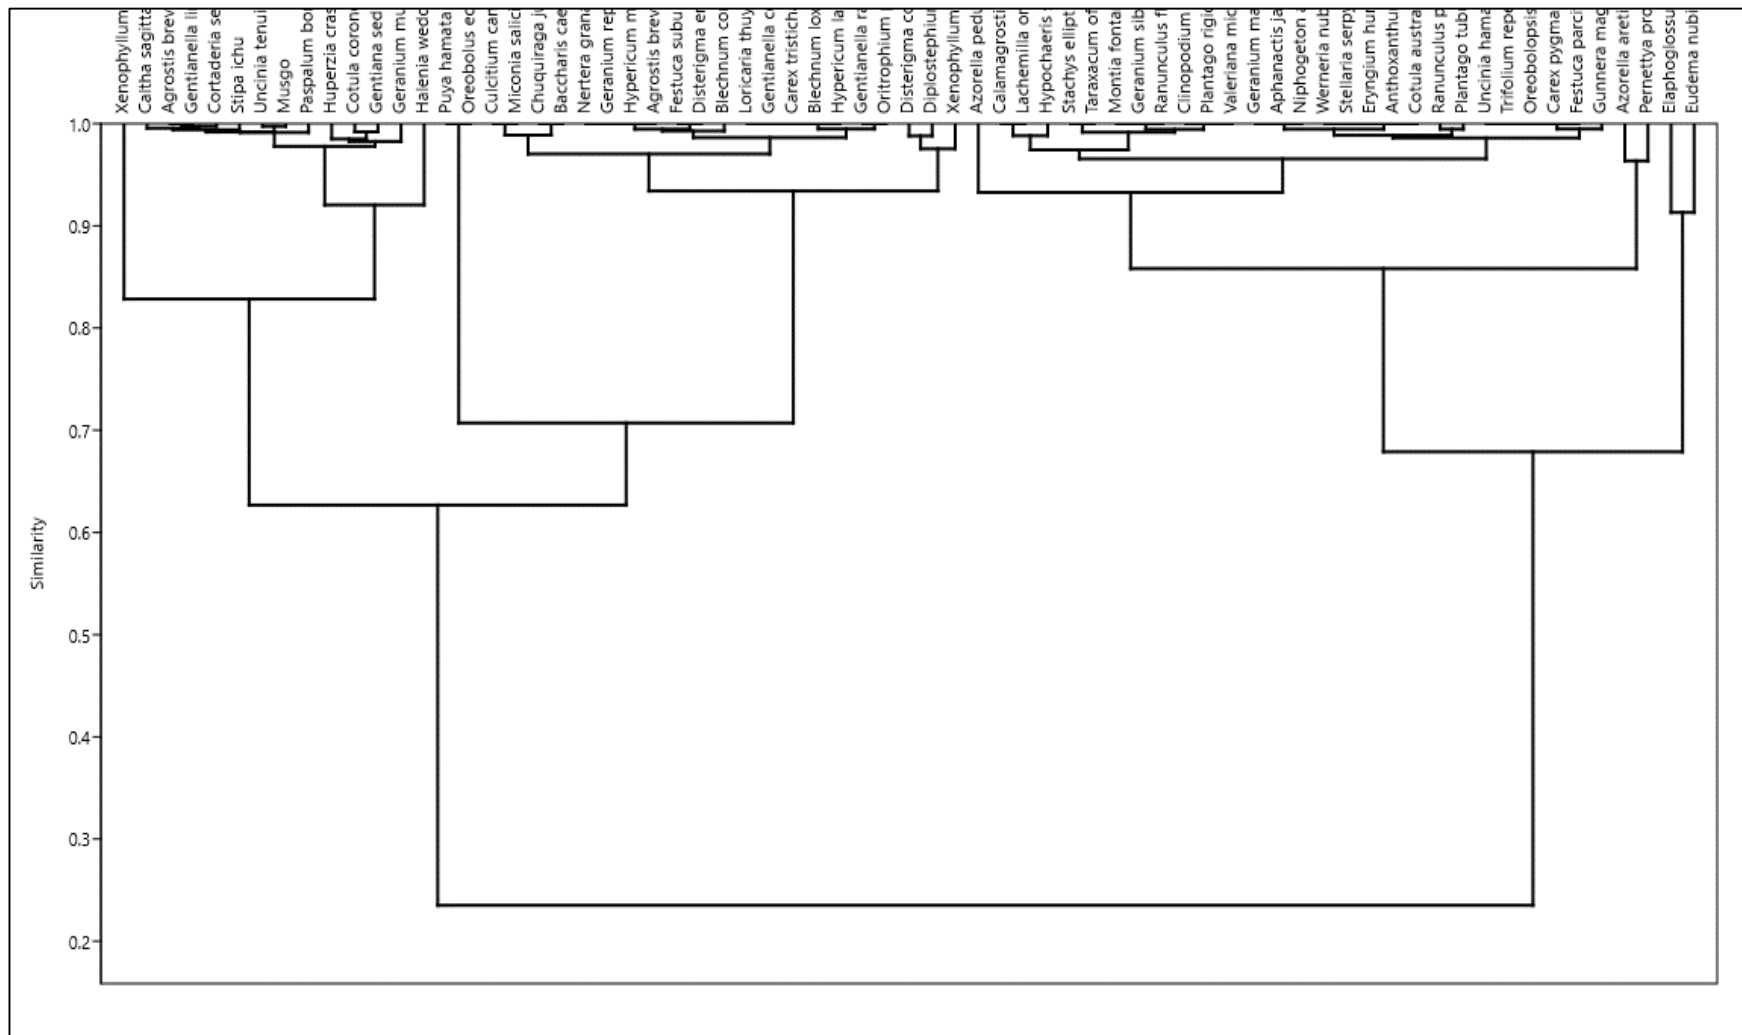 Xenophyllum
Caltha sagitta
Agrostis brev
Gentianella li
Cortaderia se
Stipa ichu
Uncinia tenui
Musgo
Paspalum bo
Huperzia cras
Cotula coron
Gentiana sed
Geranium mu
Halenia wedd
Puya hamata
Oreobolus ec
Culcitium can
Miconia salici
Chuquiraga ju
Baccharis cae
Nertera grana
Geranium rep
Hypericum m
Agrostis brev
Festuca subu
Disterigma em
Blechnum cor
Loricaria thuy
Gentianella c
Carex tristich
Blechnum lox
Hypericum la
Gentianella ra
Oritrophium
Disterigma co
Diplostephiu
Xenophyllum
Azorella pedu
Calamagrosti
Lachemilla or
Hypochaeris
Stachys ellipt
Taraxacum of
Montia fonta
Geranium sib
Ranunculus f
Clinopodium
Plantago rigi
Valeriana mic
Geranium ma
Aphanactis ja
Niphogeton
Werneria nub
Stellaria serpy
Eryngium hu
Anthoxanthu
Cotula austra
Ranunculus p
Plantago tub
Uncinia hama
Trifolium repe
Oreobolopsis
Carex pygma
Festuca parci
Gunnera mag
Azorella areti
Pernettya pro
Elaphoglossu
Eudema nubi
1.0
0.9
0.8
0.7
0.6
0.5
0.4
0.3
0.2
Similarity